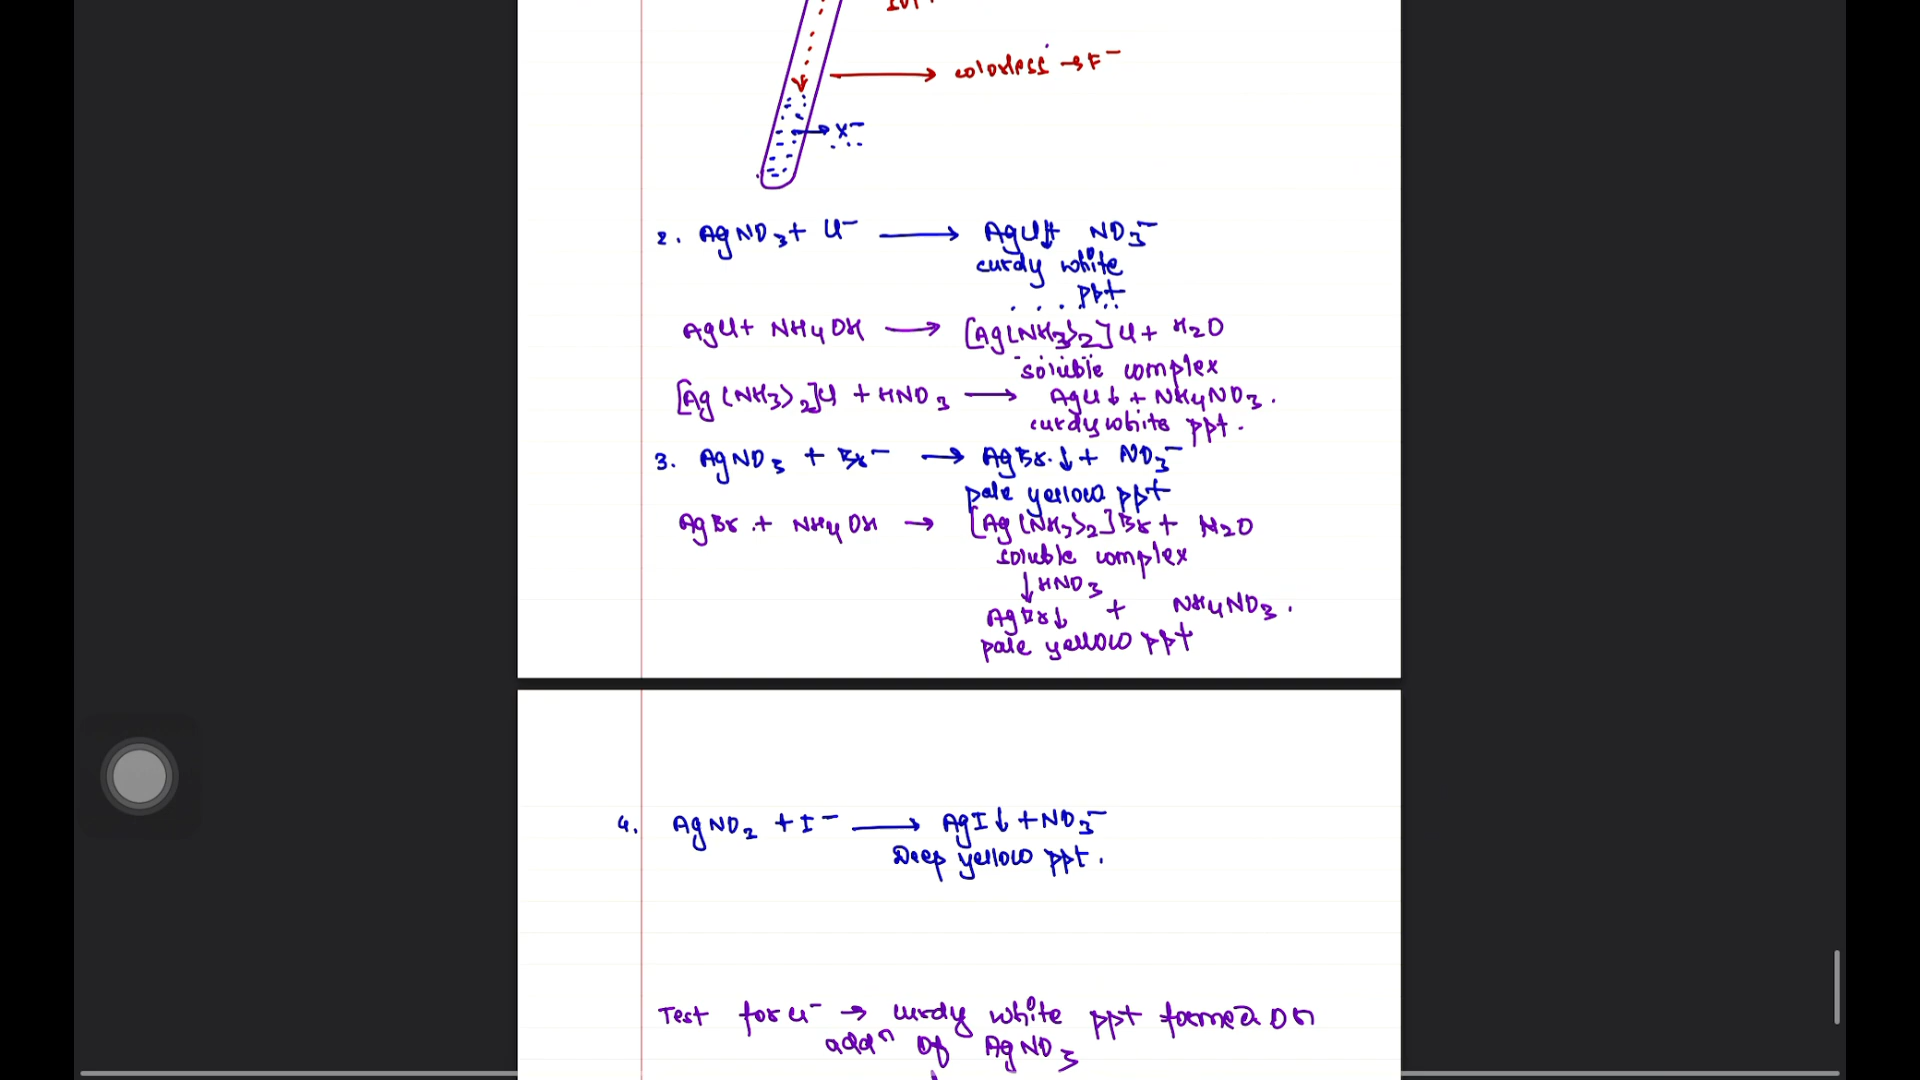 colorless → F⁻
→ X⁻
2. AgNO₃ + Cl⁻ ⟶ AgCl↓+ NO₃⁻
curdy white
ppt
AgCl + NH₄OH ⟶ [Ag(NH₃)₂]Cl + H₂O
soluble complex
[Ag(NH₃)₂]Cl + HNO₃ ⟶ AgCl↓ + NH₄NO₃.
curdy white ppt.
3. AgNO₃ + Br⁻ ⟶ AgBr.↓ + NO₃⁻
pale yellow ppt
AgBr + NH₄OH → [Ag(NH₃)₂]Br + H₂O
soluble complex
↓ HNO₃
AgBr↓ + NH₄NO₃.
pale yellow ppt
4. AgNO₂ + I⁻ ⟶ AgI↓ + NO₃⁻
Deep yellow ppt.
Test for Cl⁻ → curdy white ppt formed on
addⁿ of AgNO₃